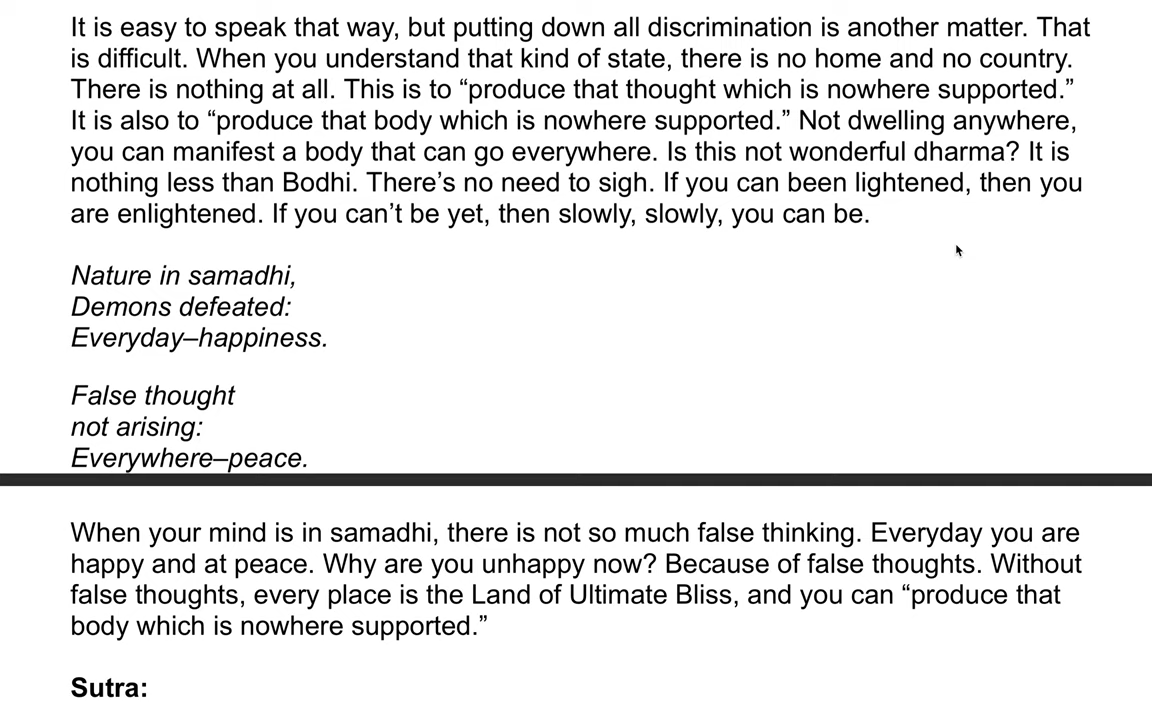 It is easy to speak that way, but putting down all discrimination is another matter. That
is difficult. When you understand that kind of state, there is no home and no country.
There is nothing at all. This is to “produce that thought which is nowhere supported.”
It is also to “produce that body which is nowhere supported.” Not dwelling anywhere,
you can manifest a body that can go everywhere. Is this not wonderful dharma? It is
nothing less than Bodhi. There’s no need to sigh. If you can been lightened, then you
are enlightened. If you can’t be yet, then slowly, slowly, you can be.
Nature in samadhi,
Demons defeated:
Everyday–happiness.
False thought
not arising:
Everywhere–peace.
When your mind is in samadhi, there is not so much false thinking. Everyday you are
happy and at peace. Why are you unhappy now? Because of false thoughts. Without
false thoughts, every place is the Land of Ultimate Bliss, and you can “produce that
body which is nowhere supported.”
Sutra: